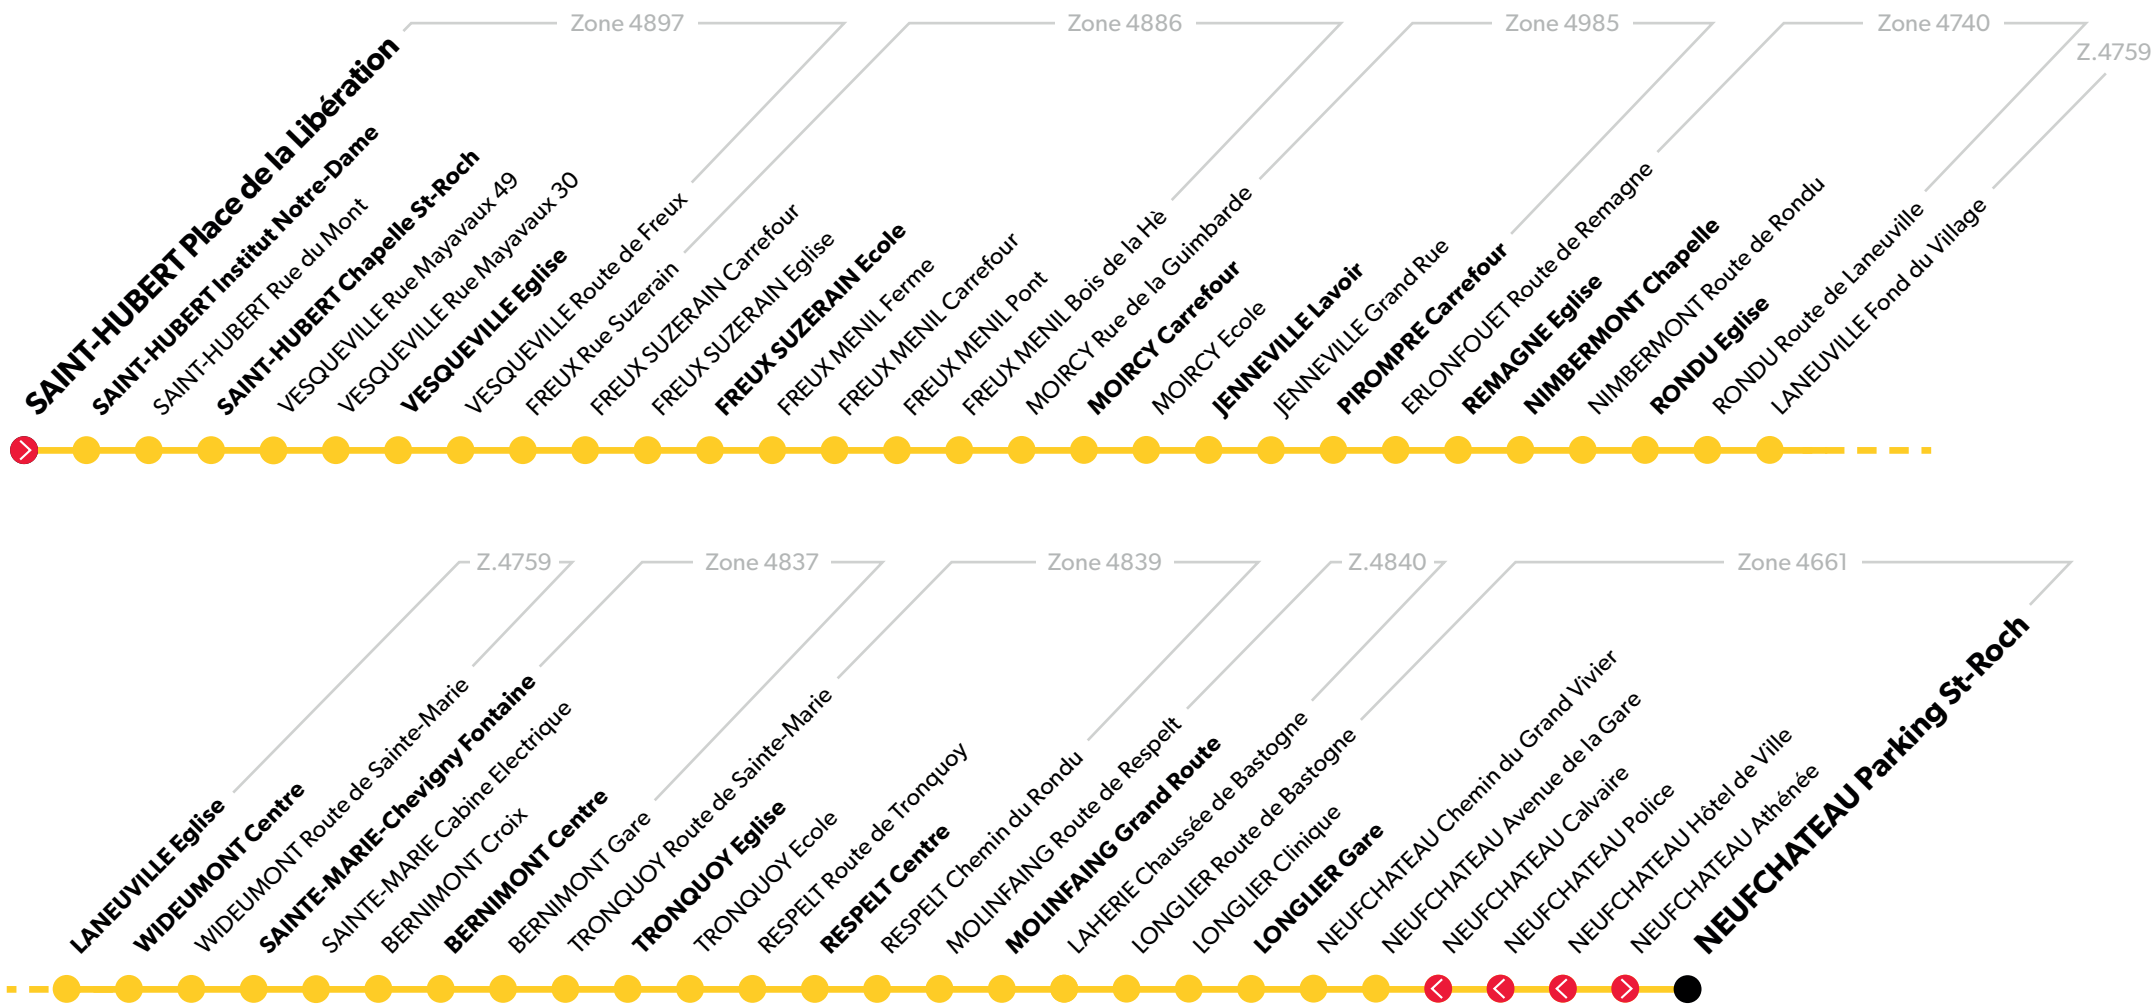 Zone 4897
Zone 4886
Zone 4985
Zone 4740
Z.4759
SAINT-HUBERT Place de la Libération
SAINT-HUBERT Institut Notre-Dame
SAINT-HUBERT Rue du Mont
SAINT-HUBERT Chapelle St-Roch
VESQUEVILLE Rue Mayavaux 49
VESQUEVILLE Rue Mayavaux 30
VESQUEVILLE Eglise
VESQUEVILLE Route de Freux
FREUX Rue Suzerain
FREUX SUZERAIN Carrefour
FREUX SUZERAIN Eglise
FREUX SUZERAIN Ecole
FREUX MENIL Ferme
FREUX MENIL Carrefour
FREUX MENIL Pont
FREUX MENIL Bois de la Hè
MOIRCY Rue de la Guimbarde
MOIRCY Carrefour
MOIRCY Ecole
JENNEVILLE Lavoir
JENNEVILLE Grand Rue
PIROMPRE Carrefour
ERLONFOUET Route de Remagne
REMAGNE Eglise
NIMBERMONT Chapelle
NIMBERMONT Route de Rondu
RONDU Eglise
RONDU Route de Laneuville
LANEUVILLE Fond du Village
Z.4759
Zone 4837
Zone 4839
Z.4840
Zone 4661
LANEUVILLE Eglise
WIDEUMONT Centre
WIDEUMONT Route de Sainte-Marie
SAINTE-MARIE-Chevigny Fontaine
SAINTE-MARIE Cabine Electrique
BERNIMONT Croix
BERNIMONT Centre
BERNIMONT Gare
TRONQUOY Route de Sainte-Marie
TRONQUOY Eglise
TRONQUOY Ecole
RESPELT Route de Tronquoy
RESPELT Centre
RESPELT Chemin du Rondu
MOLINFAING Route de Respelt
MOLINFAING Grand Route
LAHERIE Chaussée de Bastogne
LONGLIER Route de Bastogne
LONGLIER Clinique
LONGLIER Gare
NEUFCHATEAU Chemin du Grand Vivier
NEUFCHATEAU Avenue de la Gare
NEUFCHATEAU Calvaire
NEUFCHATEAU Police
NEUFCHATEAU Hôtel de Ville
NEUFCHATEAU Athénée
NEUFCHATEAU Parking St-Roch